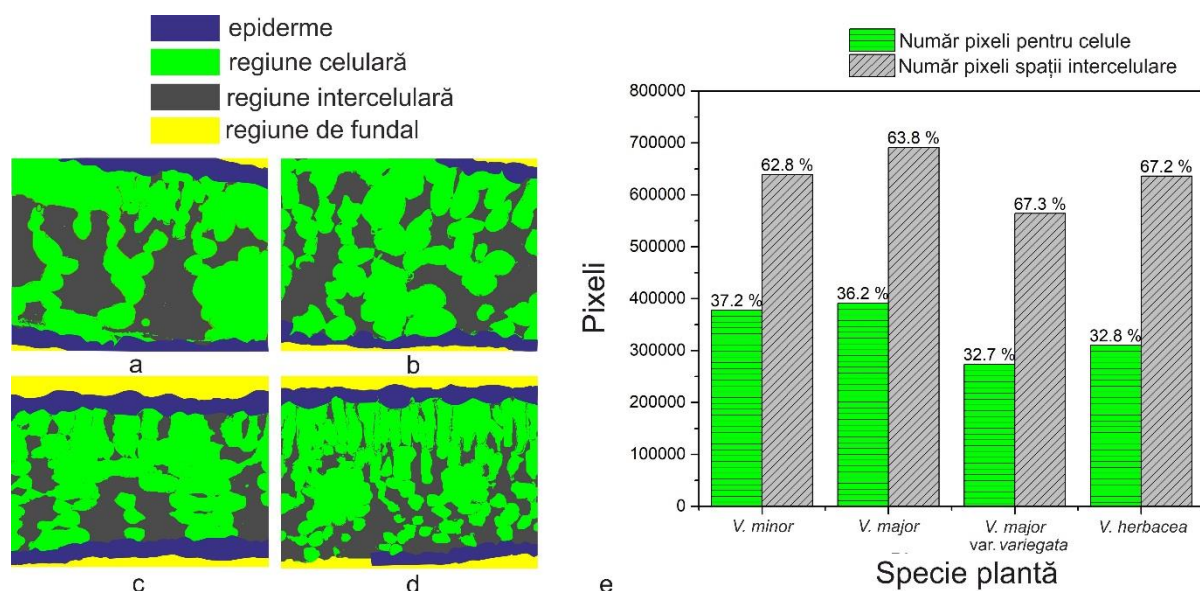 epiderme
regiune celulară
regiune intercelulară
regiune de fundal
a
b
c
d
e
Număr pixeli pentru celule
Număr pixeli spații intercelulare
Pixeli
800000
700000
600000
500000
400000
300000
200000
100000
0
37.2 %
62.8 %
36.2 %
63.8 %
32.7 %
67.3 %
32.8 %
67.2 %
V. minor
V. major
V. major
var. variegata
V. herbacea
Specie plantă